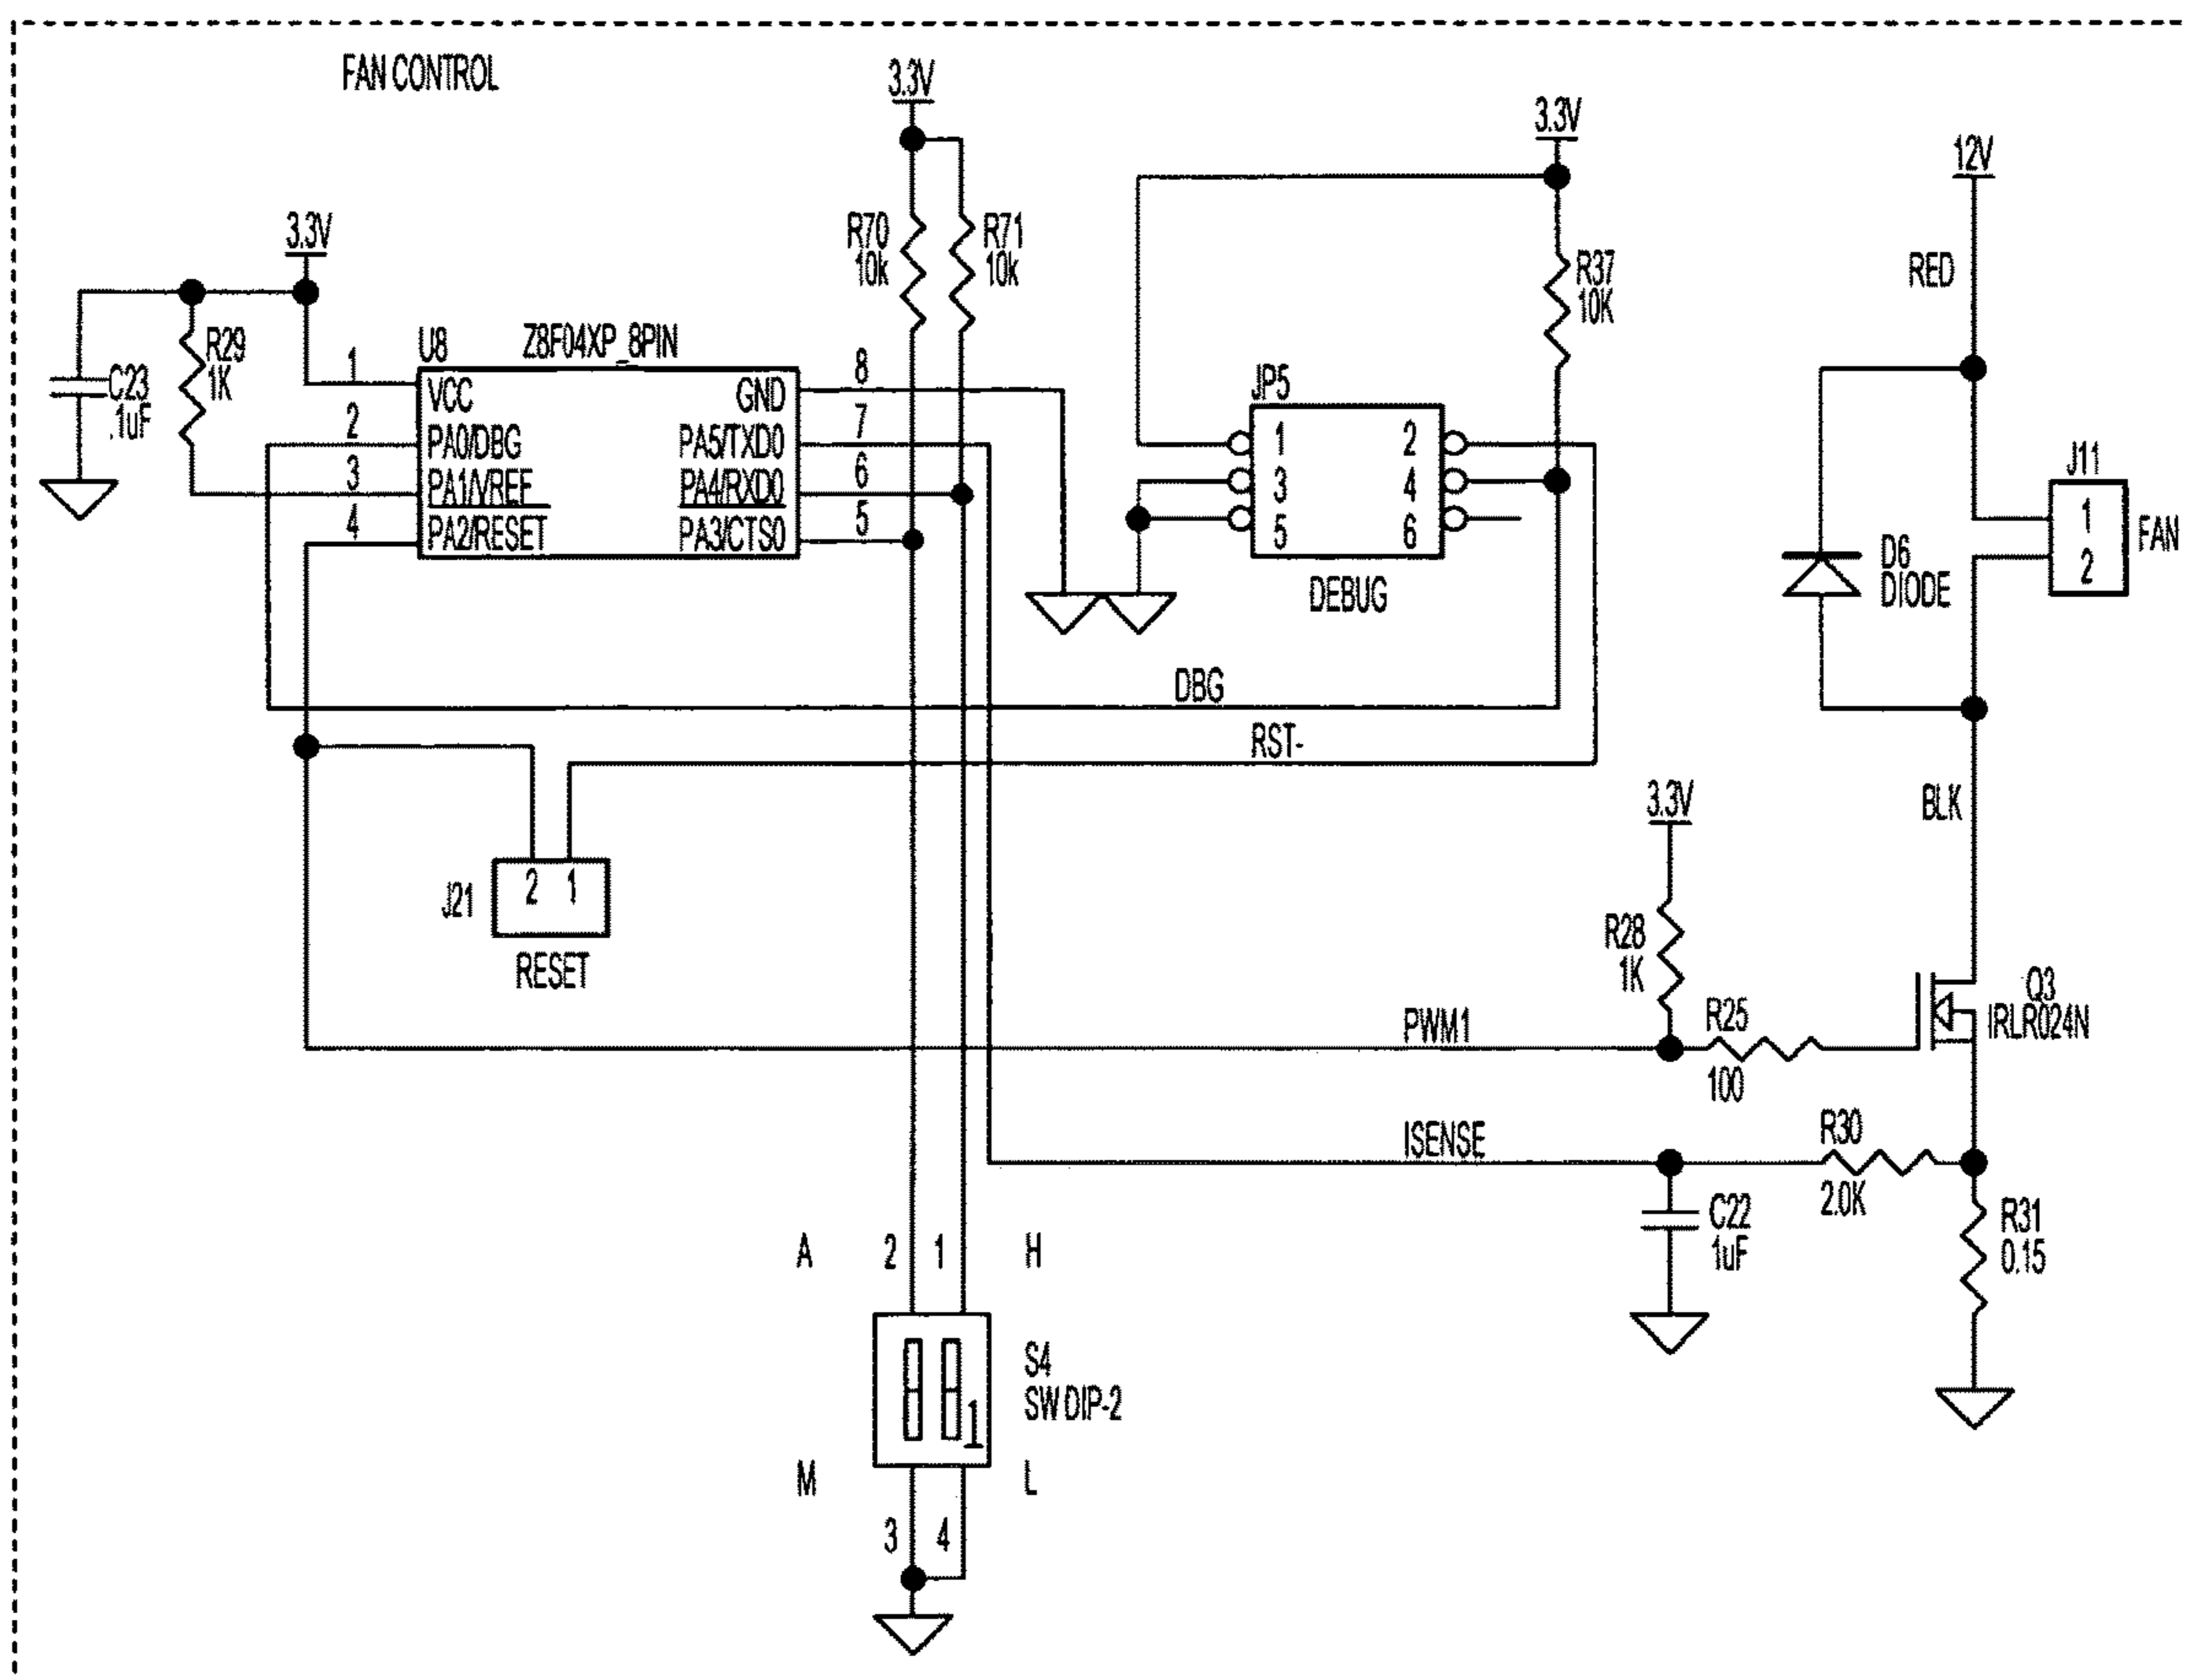 FAN CONTROL
3.3V
3.3V
12V
3.3V
R70
10k
R71
10k
R37
10K
RED
R29
1K
C23
.1uF
U8
Z8F04XP_8PIN
1
2
3
4
VCC
PA0/DBG
PA1/VREF
PA2/RESET
GND
PA5/TXD0
PA4/RXD0
PA3/CTS0
8
7
6
5
JP5
1
3
5
2
4
6
DEBUG
J11
1
2
FAN
D6
DIODE
DBG
RST-
BLK
3.3V
J21
2
1
RESET
R28
1K
PWM1
R25
100
Q3
IRLR024N
ISENSE
R30
2.0K
C22
1uF
R31
0.15
A
2
1
H
S4
SW DIP-2
1
M
L
3
4